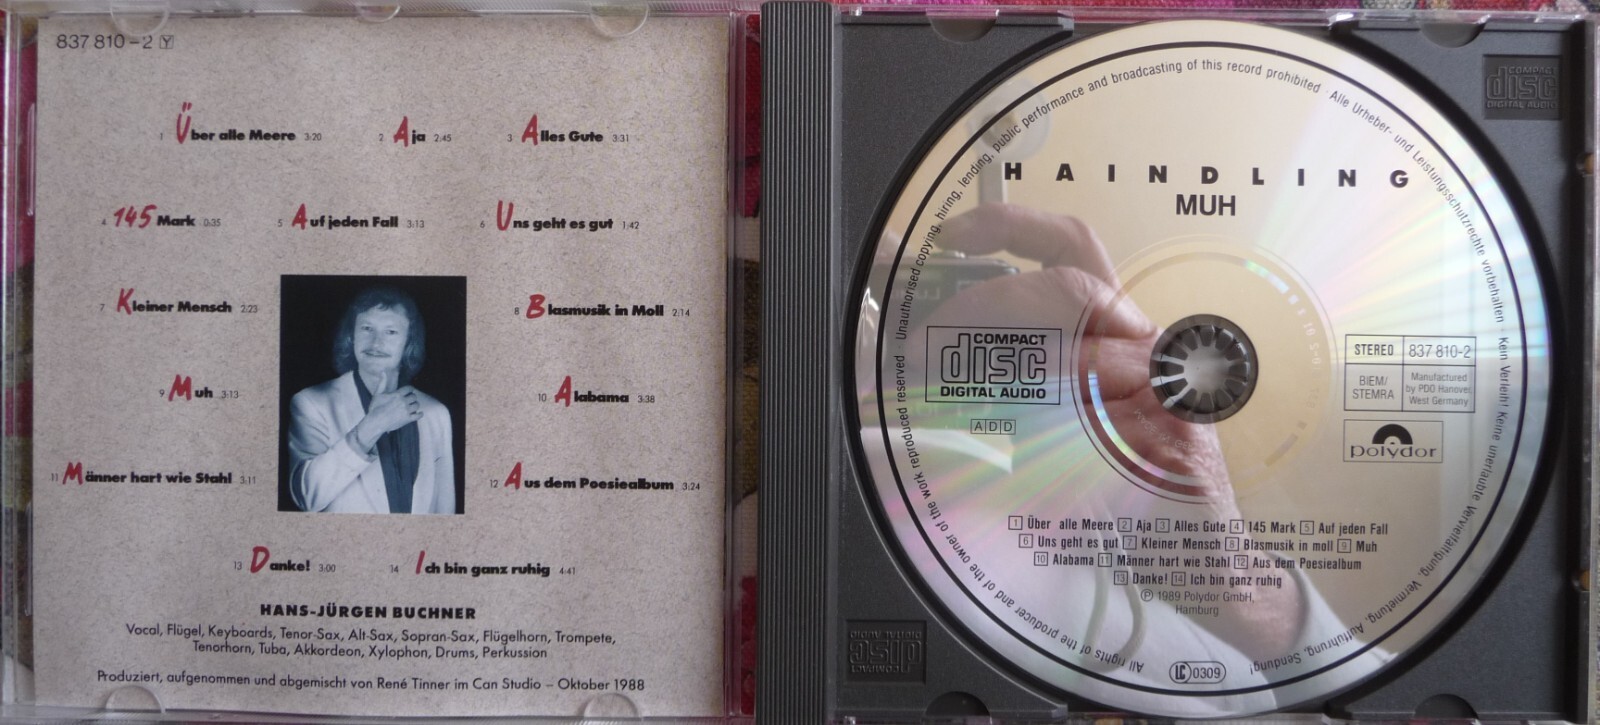 837 810-2 Y
1 Über alle Meere 3:20 2 Aja 2:45 3 Alles Gute 3:31
4 145 Mark 0:35 5 Auf jeden Fall 3:13 6 Uns geht es gut 1:42
7 Kleiner Mensch 2:23 8 Blasmusik in Moll 2:14
9 Muh 3:13 10 Alabama 3:38
11 Männer hart wie Stahl 3:11 12 Aus dem Poesiealbum 3:24
13 Danke! 3:00 14 Ich bin ganz ruhig 4:41
HANS-JÜRGEN BUCHNER
Vocal, Flügel, Keyboards, Tenor-Sax, Alt-Sax, Sopran-Sax, Flügelhorn, Trompete,
Tenorhorn, Tuba, Akkordeon, Xylophon, Drums, Perkussion
Produziert, aufgenommen und abgemischt von René Tinner im Can Studio – Oktober 1988
COMPACT
disc
DIGITAL AUDIO
All rights of the producer and of the owner of the work reproduced reserved · Unauthorised copying, hiring, lending, public performance and broadcasting of this record prohibited · Alle Urheber- und Leistungsschutzrechte vorbehalten · Kein Verleih! Keine unerlaubte Vervielfältigung, Vermietung, Aufführung, Sendung!
HAINDLING
MUH
COMPACT
disc
DIGITAL AUDIO
ADD
STEREO 837 810-2
BIEM/
STEMRA
Manufactured
by PDO Hanover
West Germany
polydor
1 Über alle Meere 2 Aja 3 Alles Gute 4 145 Mark 5 Auf jeden Fall
6 Uns geht es gut 7 Kleiner Mensch 8 Blasmusik in moll 9 Muh
10 Alabama 11 Männer hart wie Stahl 12 Aus dem Poesiealbum
13 Danke! 14 Ich bin ganz ruhig
℗ 1989 Polydor GmbH,
Hamburg
LC 0309
COMPACT
disc
DIGITAL AUDIO